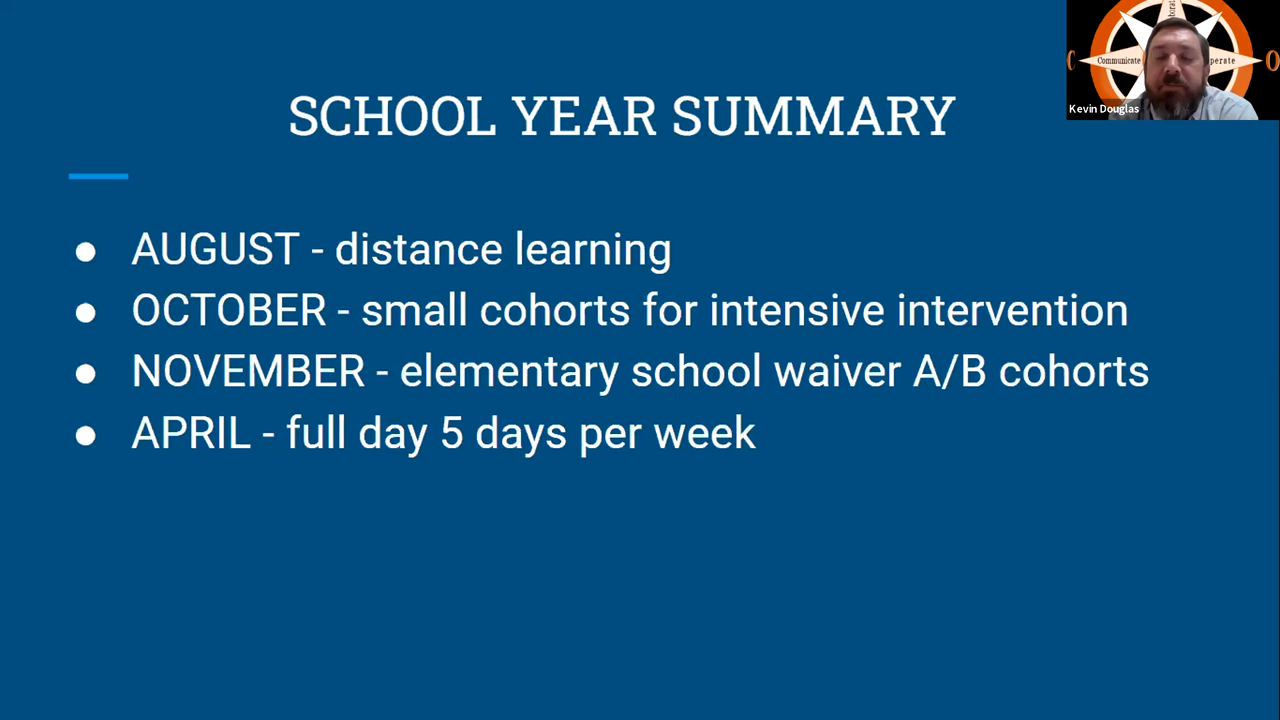 SCHOOL YEAR SUMMARY
● AUGUST - distance learning
● OCTOBER - small cohorts for intensive intervention
● NOVEMBER - elementary school waiver A/B cohorts
● APRIL - full day 5 days per week
C
Communicate
O
Kevin Douglas